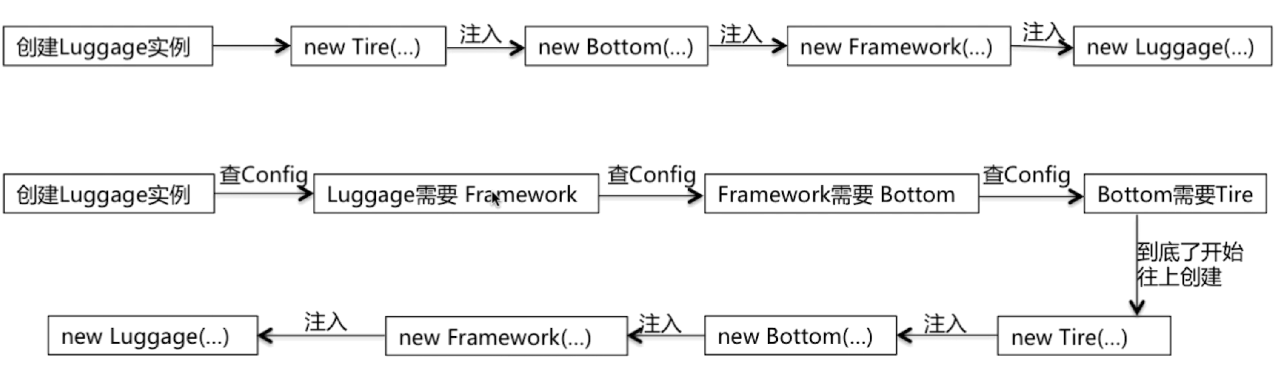 注入
注入
注入
创建Luggage实例
new Tire(...)
new Bottom(...)
new Framework(...)
new Luggage(...)
查Config
查Config
查Config
创建Luggage实例
Luggage需要 Framework
Framework需要 Bottom
Bottom需要Tire
到底了开始
往上创建
注入
注入
注入
new Luggage(...)
new Framework(...)
new Bottom(...)
new Tire(...)